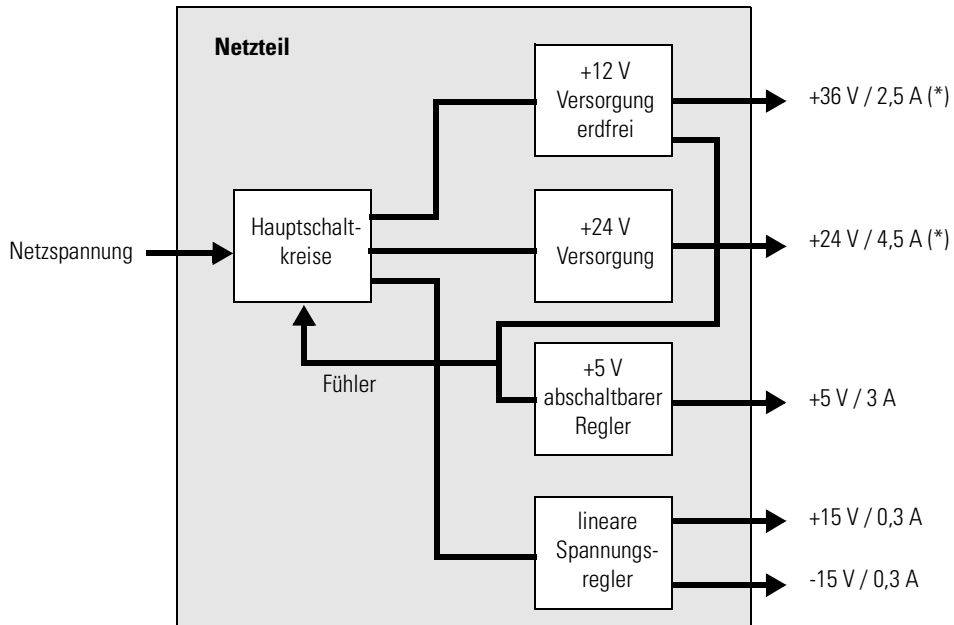 Netzteil
+12 V
Versorgung
erdfrei
+36 V / 2,5 A (*)
Hauptschalt-
kreise
+24 V
Versorgung
+24 V / 4,5 A (*)
Netzspannung
Fühler
+5 V
abschaltbarer
Regler
+5 V / 3 A
lineare
Spannungs-
regler
+15 V / 0,3 A
-15 V / 0,3 A